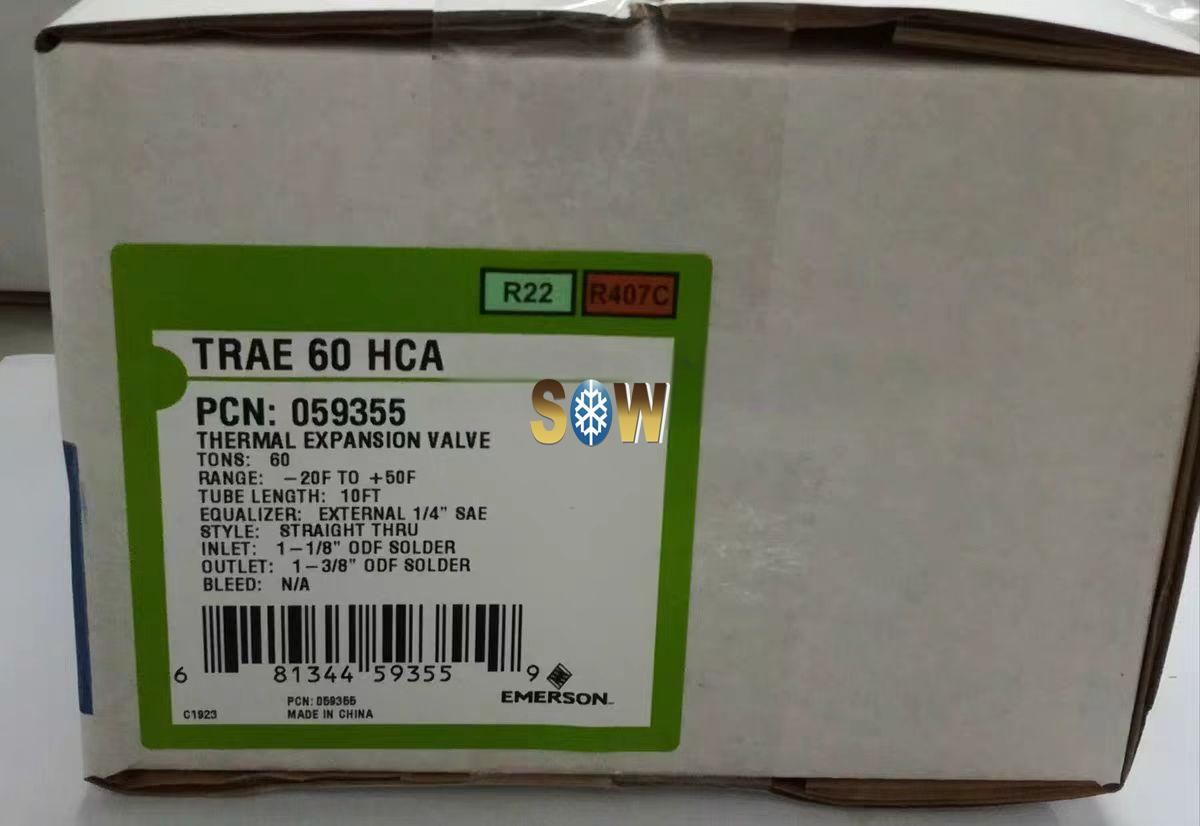 R22 R407C
TRAE 60 HCA
SOW
PCN: 059355
THERMAL EXPANSION VALVE
TONS: 60
RANGE: -20F TO +50F
TUBE LENGTH: 10FT
EQUALIZER: EXTERNAL 1/4" SAE
STYLE: STRAIGHT THRU
INLET: 1-1/8" ODF SOLDER
OUTLET: 1-3/8" ODF SOLDER
BLEED: N/A
6 81344 59355 9
EMERSON™
PCN: 059355
C1923 MADE IN CHINA